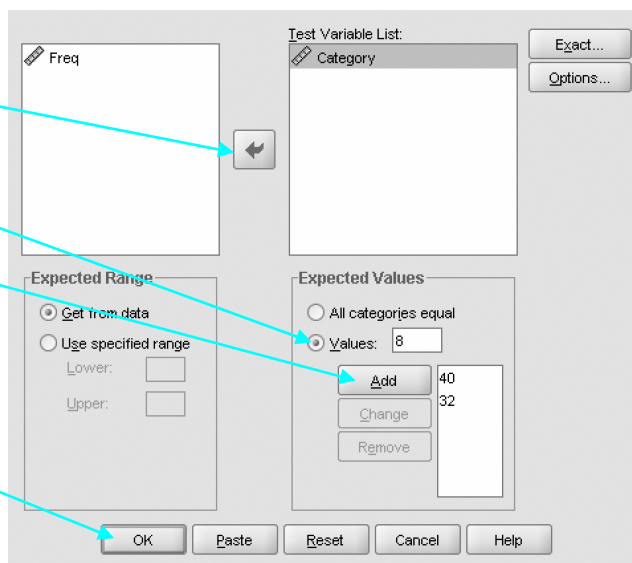 Test Variable List:
Freq
Category
Exact...
Options...
Expected Range
Get from data
Use specified range
Lower:
Upper:
Expected Values
All categories equal
Values: 8
Add
40
32
Change
Remove
OK Paste Reset Cancel Help